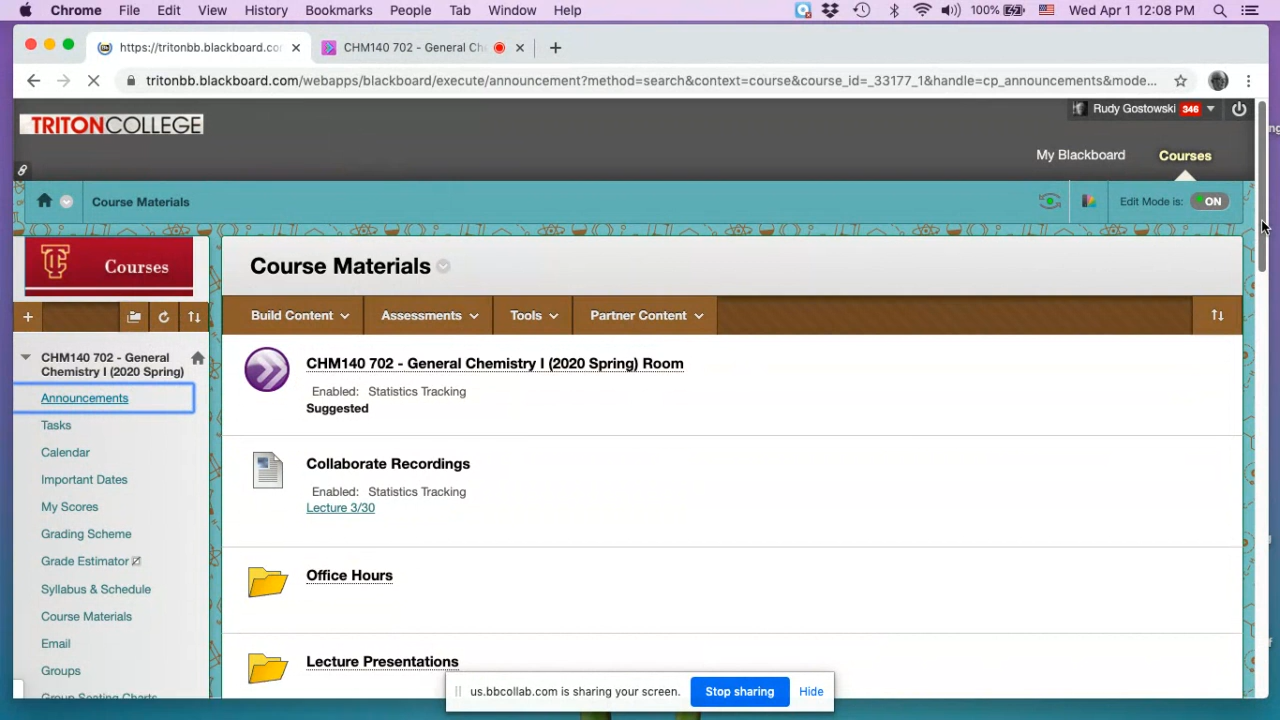 Chrome File Edit View History Bookmarks People Tab Window Help 100% Wed Apr 1 12:08 PM
https://tritonbb.blackboard.cor CHM140 702 - General Ch
tritonbb.blackboard.com/webapps/blackboard/execute/announcement?method=search&context=course&course_id=_33177_1&handle=cp_announcements&mode...
TRITONCOLLEGE
Rudy Gostowski 346
My Blackboard Courses
Course Materials
Edit Mode is: ON
TC Courses
Course Materials
Build Content Assessments Tools Partner Content
CHM140 702 - General
Chemistry I (2020 Spring)
Announcements
Tasks
Calendar
Important Dates
My Scores
Grading Scheme
Grade Estimator
Syllabus & Schedule
Course Materials
Email
Groups
Group Seating Charts
CHM140 702 - General Chemistry I (2020 Spring) Room
Enabled: Statistics Tracking
Suggested
Collaborate Recordings
Enabled: Statistics Tracking
Lecture 3/30
Office Hours
Lecture Presentations
us.bbcollab.com is sharing your screen. Stop sharing Hide